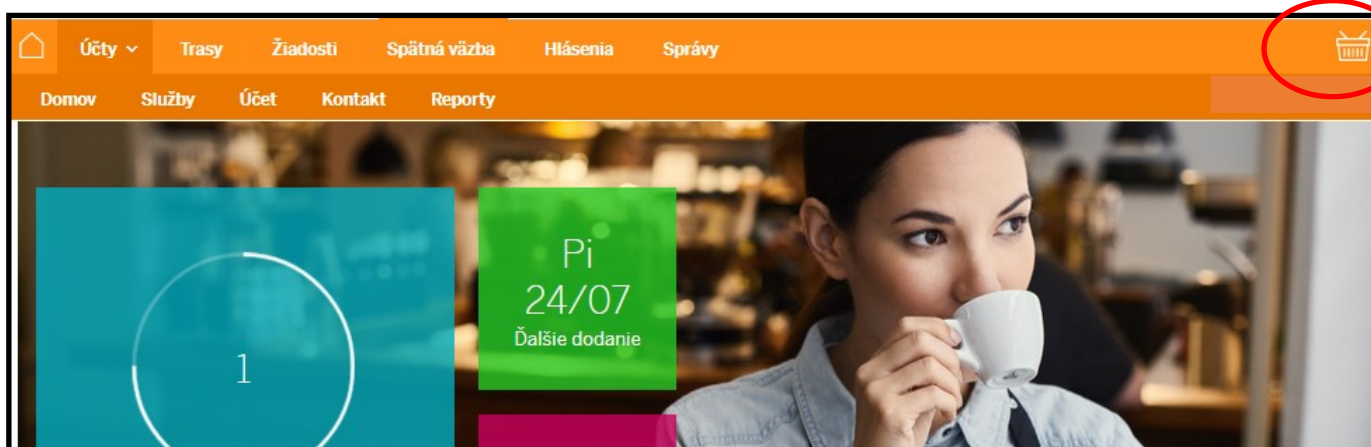 Účty Trasy Žiadosti Spätná väzba Hlásenia Správy
Domov Služby Účet Kontakt Reporty
1
Pi
24/07
Ďalšie dodanie